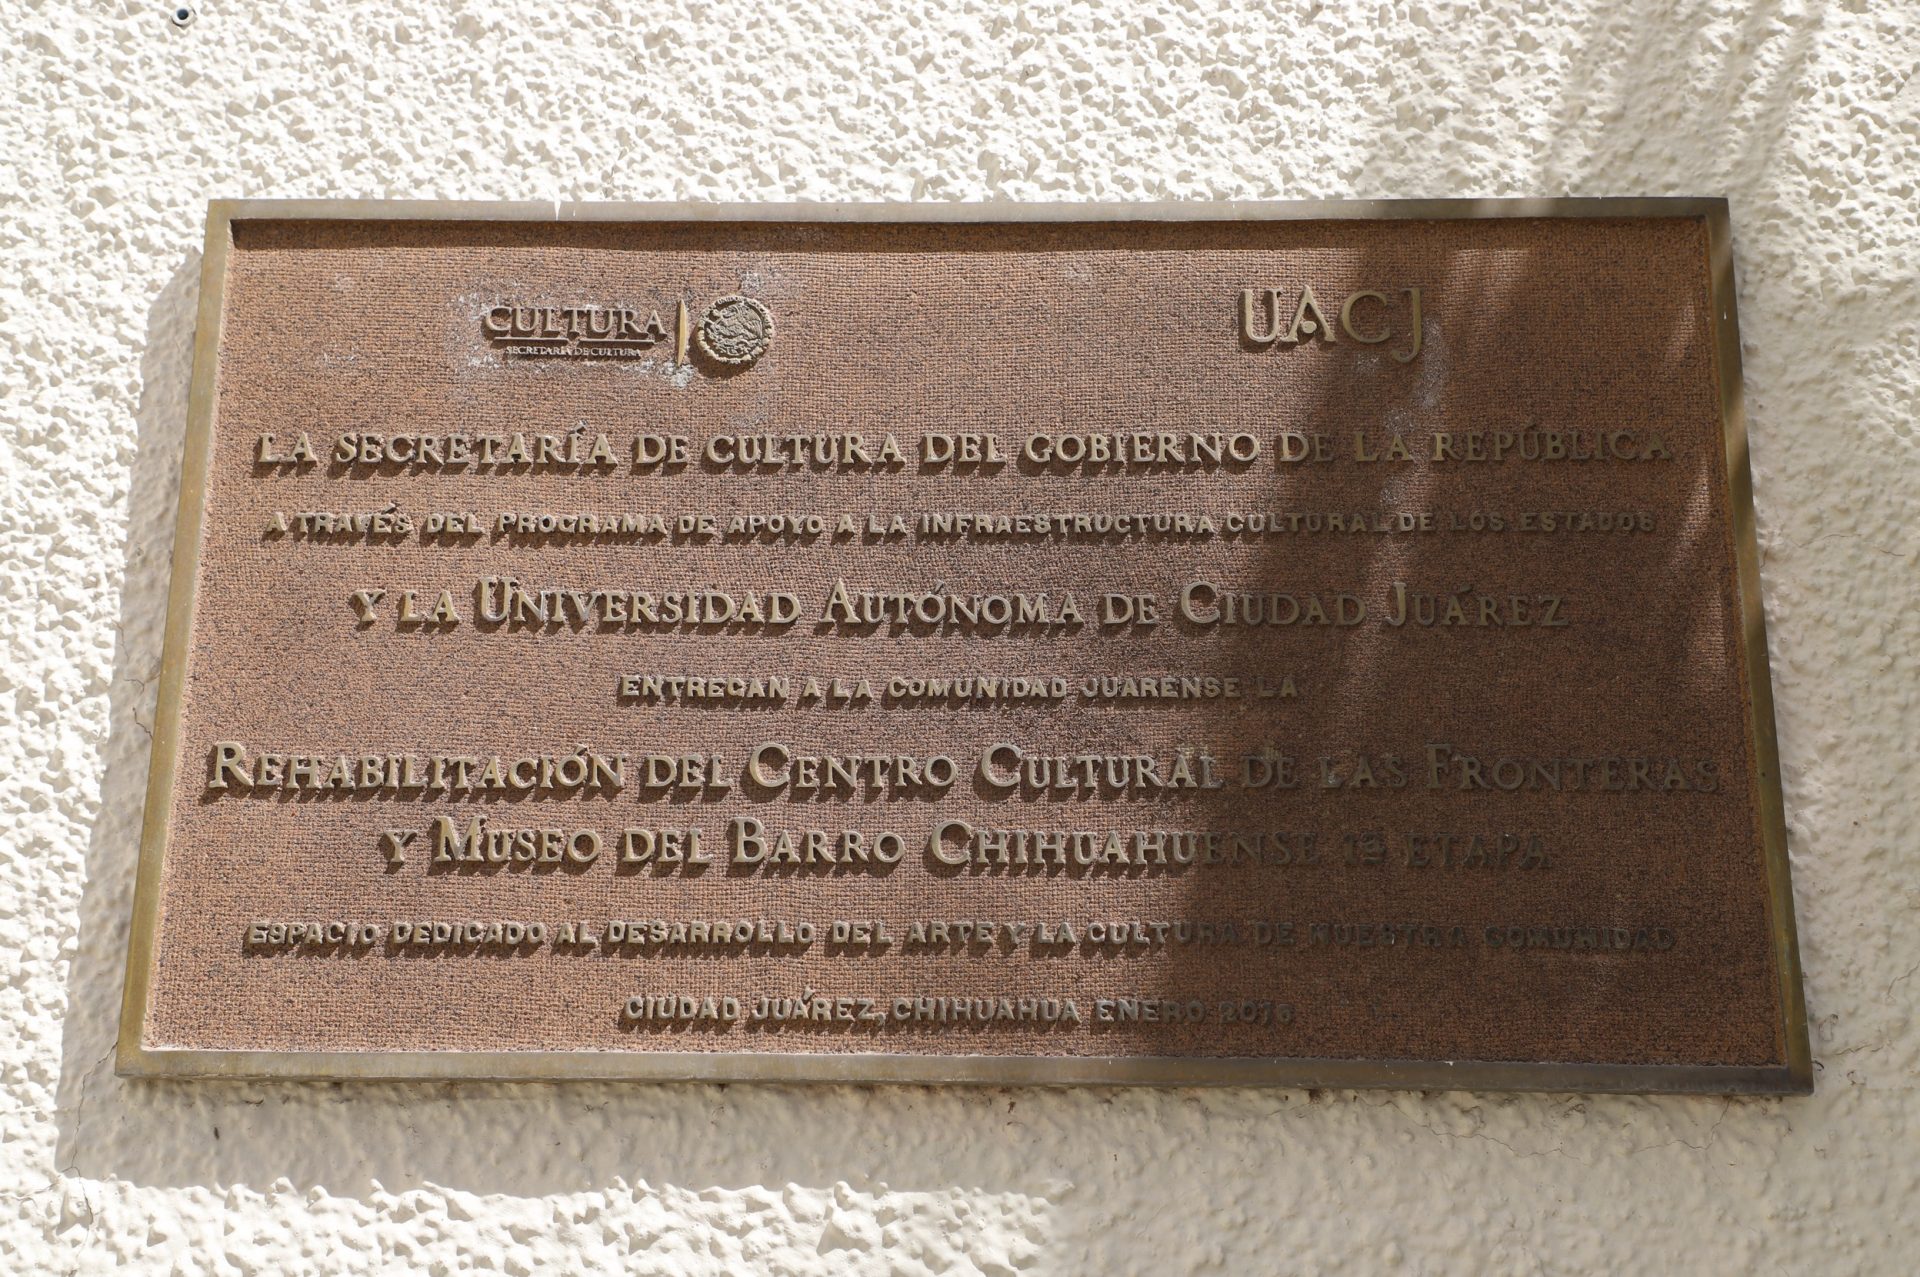 CULTURA
SECRETARÍA DE CULTURA
UACJ
LA SECRETARÍA DE CULTURA DEL GOBIERNO DE LA REPÚBLICA
A TRAVÉS DEL PROGRAMA DE APOYO A LA INFRAESTRUCTURA CULTURAL DE LOS ESTADOS
Y LA UNIVERSIDAD AUTÓNOMA DE CIUDAD JUÁREZ
ENTREGAN A LA COMUNIDAD JUARENSE LA
REHABILITACIÓN DEL CENTRO CULTURAL DE LAS FRONTERAS
Y MUSEO DEL BARRO CHIHUAHUENSE 1ª ETAPA
ESPACIO DEDICADO AL DESARROLLO DEL ARTE Y LA CULTURA DE NUESTRA COMUNIDAD
CIUDAD JUÁREZ, CHIHUAHUA ENERO 2016